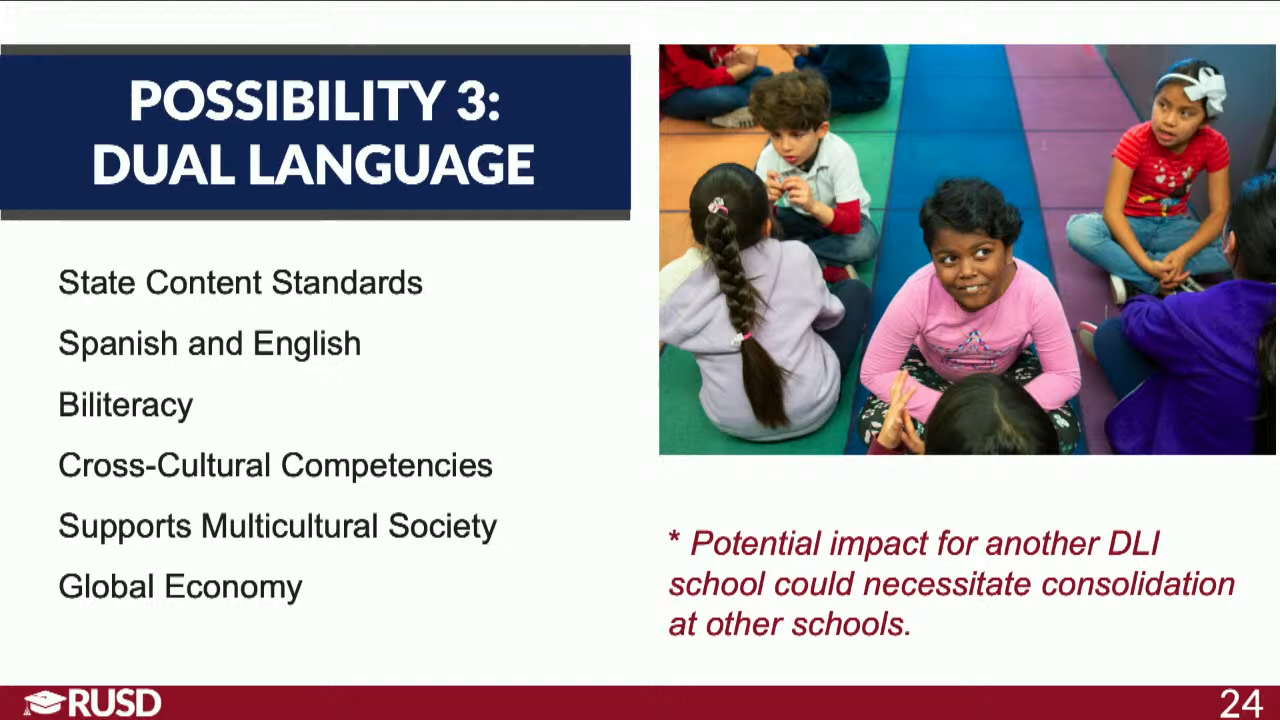 POSSIBILITY 3:
DUAL LANGUAGE
State Content Standards
Spanish and English
Biliteracy
Cross-Cultural Competencies
Supports Multicultural Society
Global Economy
* Potential impact for another DLI
school could necessitate consolidation
at other schools.
RUSD
24